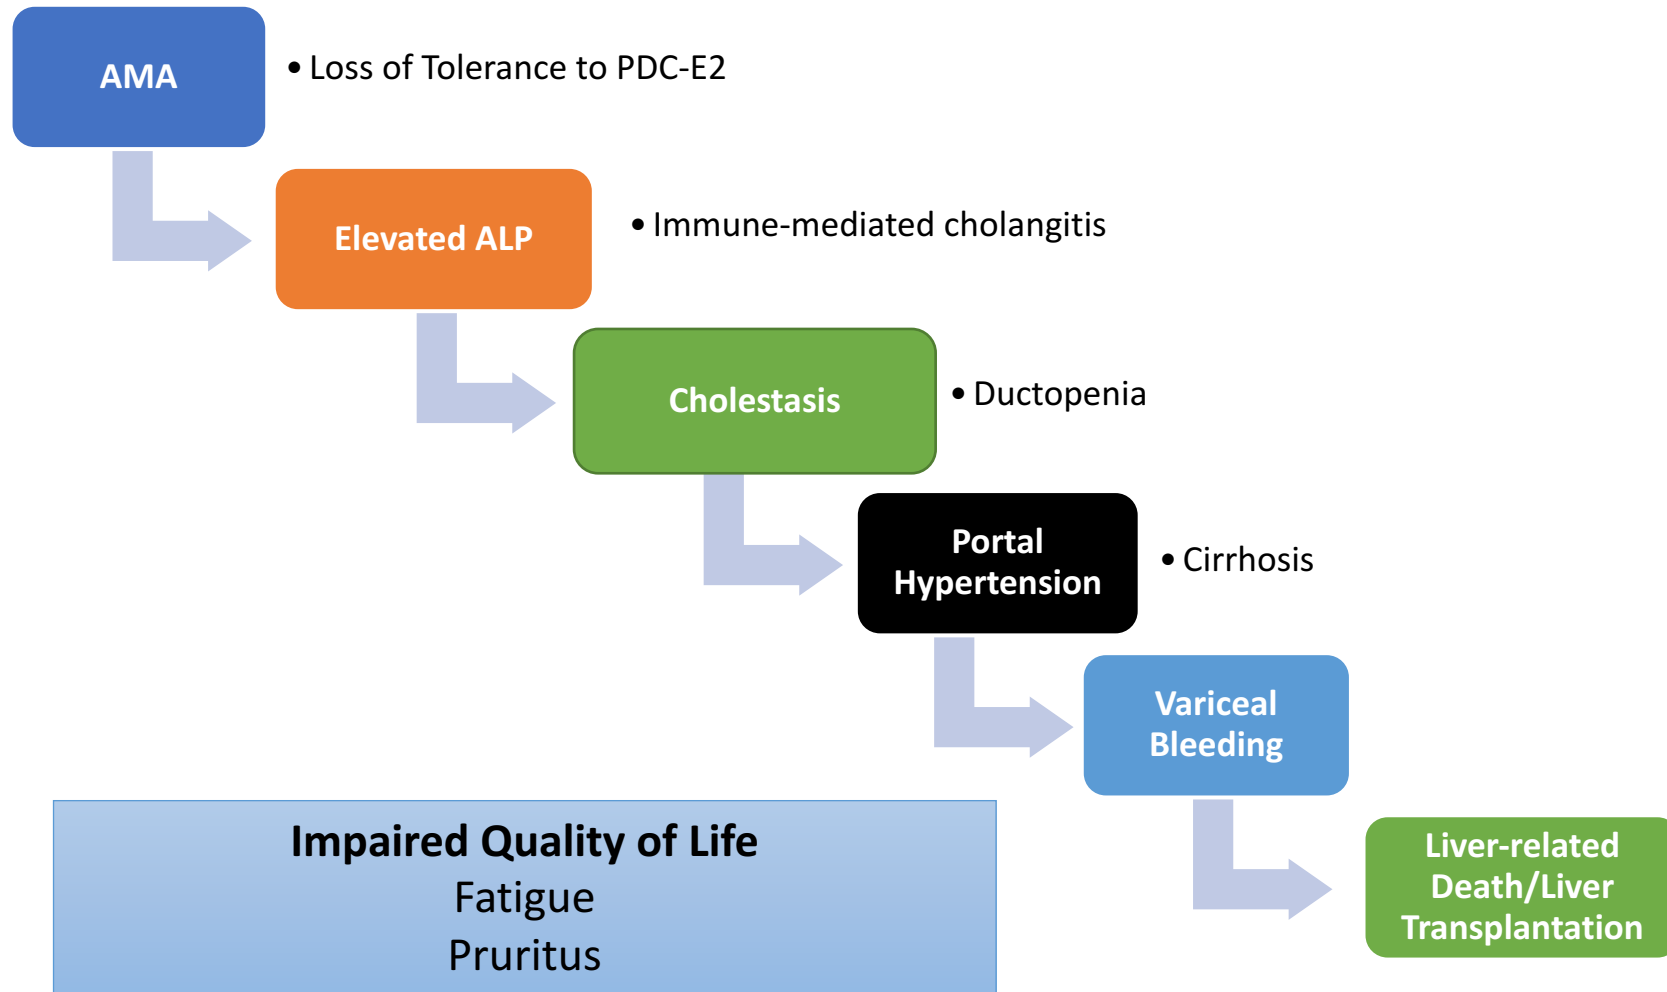 AMA
• Loss of Tolerance to PDC-E2
Elevated ALP
• Immune-mediated cholangitis
Cholestasis
• Ductopenia
Portal
Hypertension
• Cirrhosis
Variceal
Bleeding
Liver-related
Death/Liver
Transplantation
Impaired Quality of Life
Fatigue
Pruritus